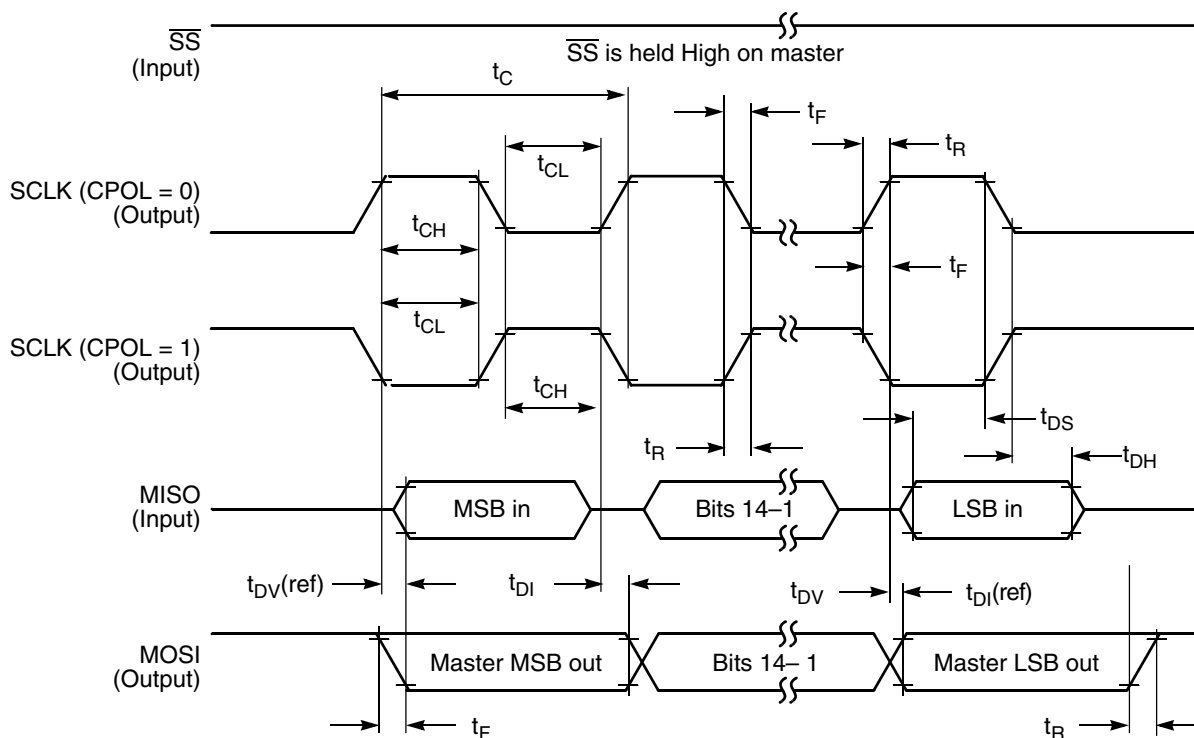 SS
(Input)
SS is held High on master
tC
tF
tR
tCL
SCLK (CPOL = 0)
(Output)
tCH
tF
tCL
SCLK (CPOL = 1)
(Output)
tCH
tDS
tR
tDH
MISO
(Input)
MSB in
Bits 14–1
LSB in
tDV(ref)
tDI
tDV
tDI(ref)
MOSI
(Output)
Master MSB out
Bits 14– 1
Master LSB out
tF
tR